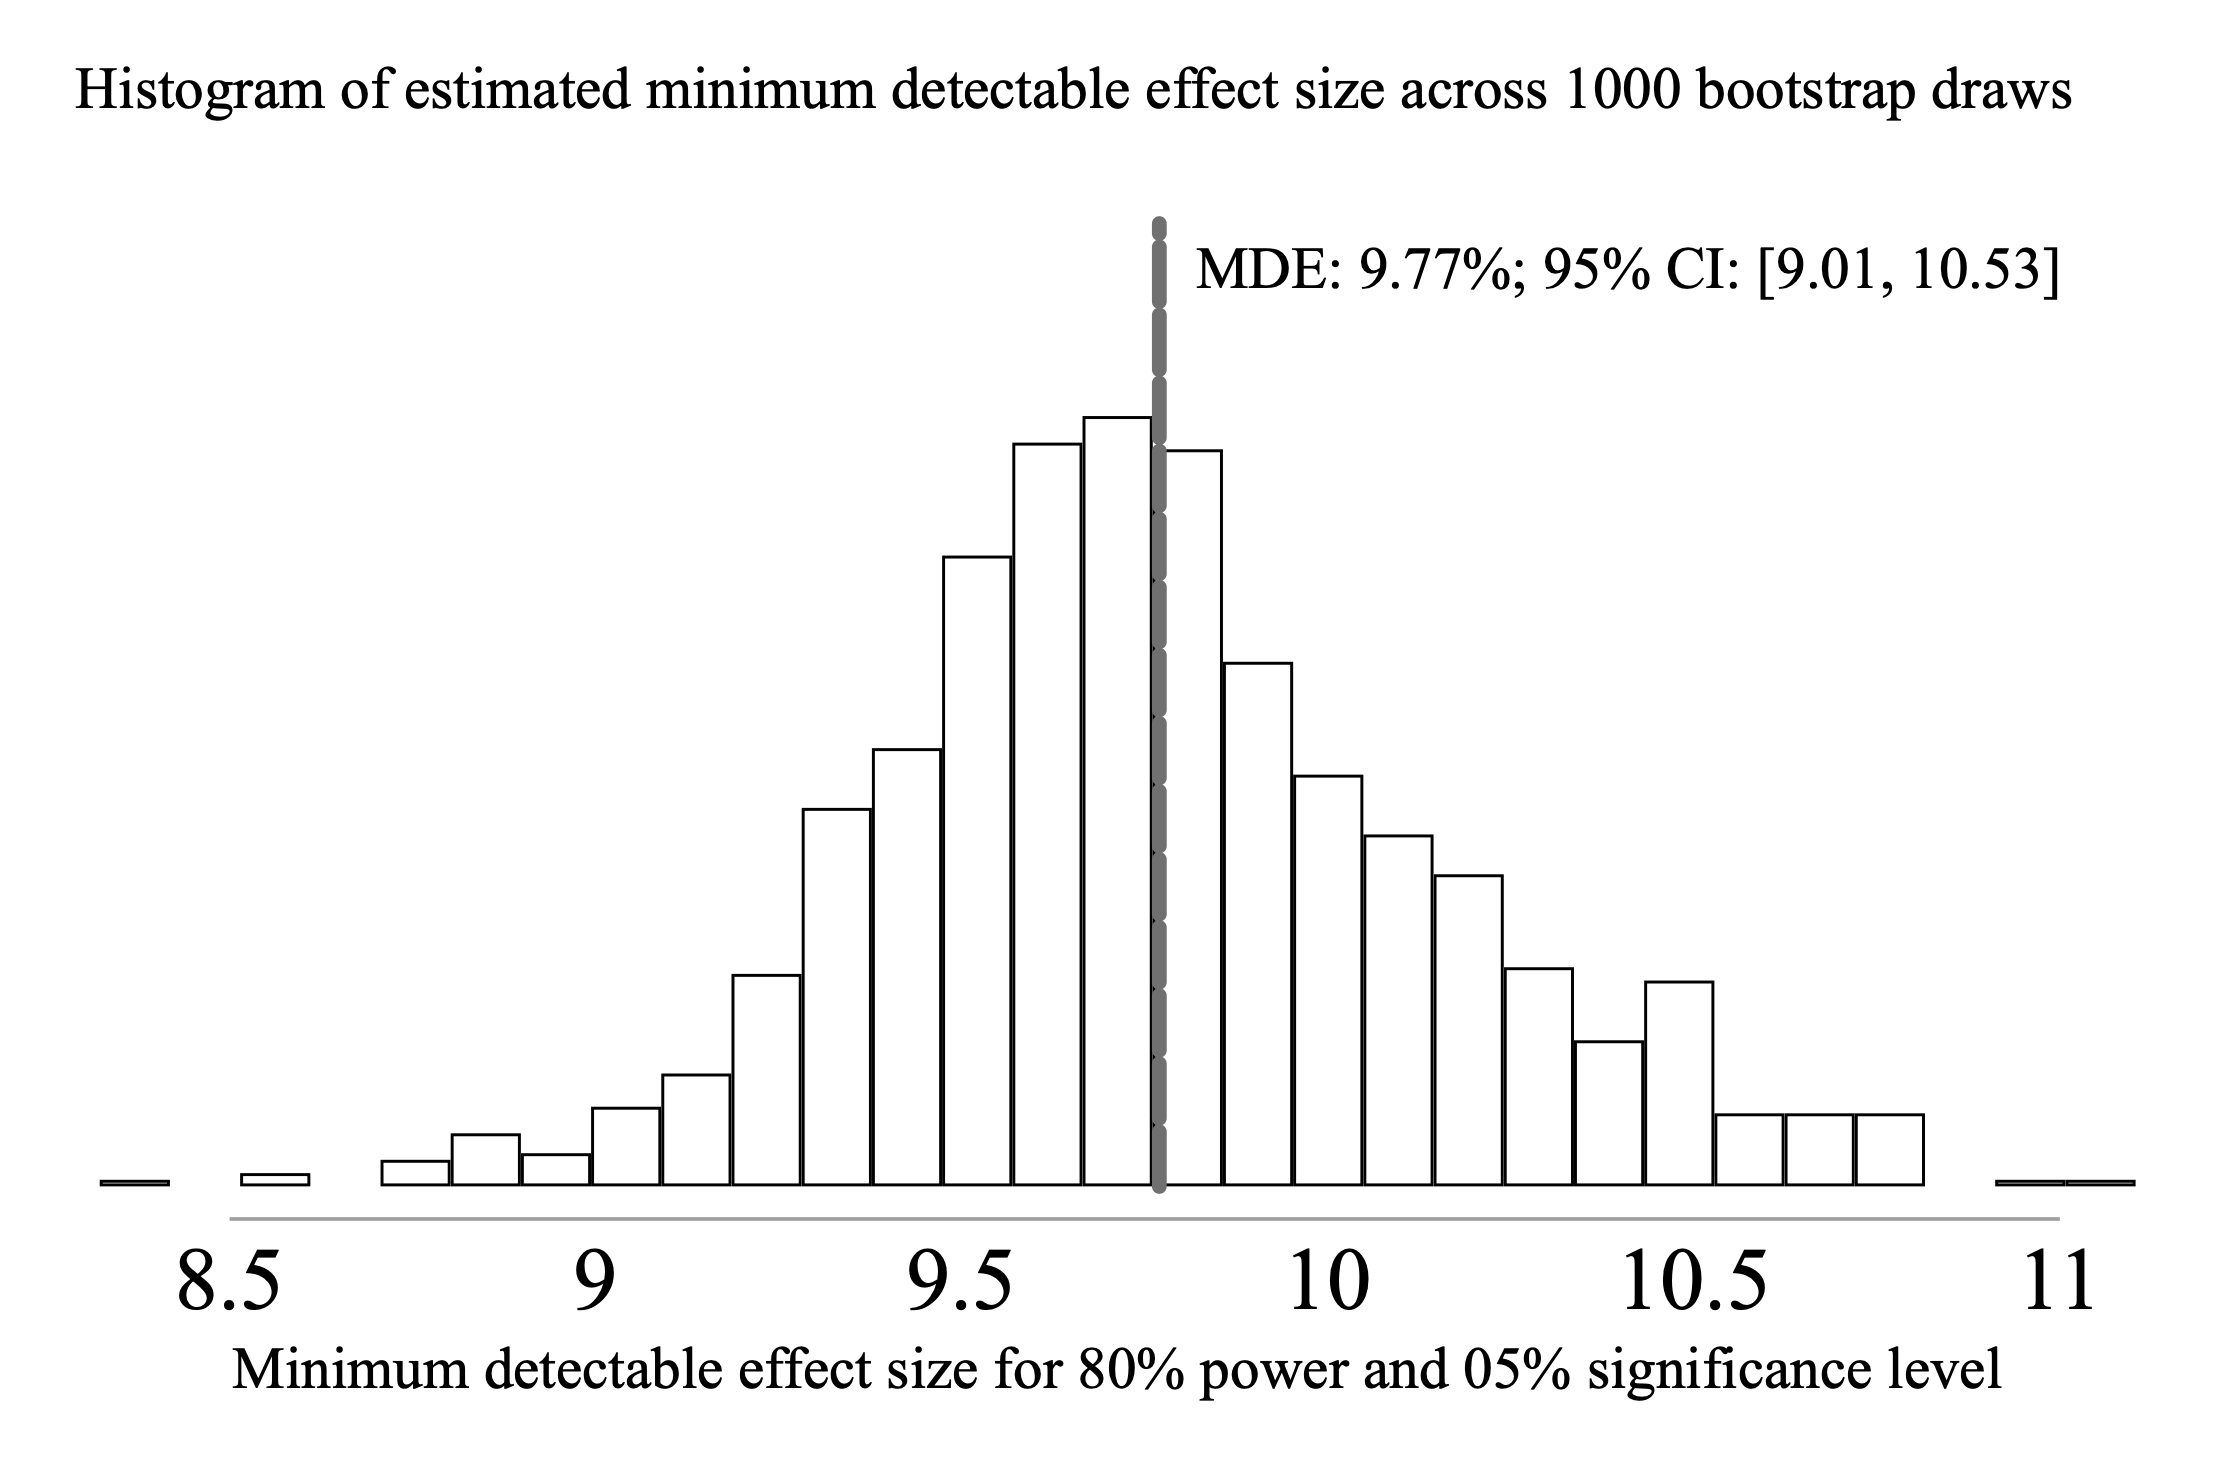 Histogram of estimated minimum detectable effect size across 1000 bootstrap draws
MDE: 9.77%; 95% CI: [9.01, 10.53]
8.5 9 9.5 10 10.5 11
Minimum detectable effect size for 80% power and 05% significance level